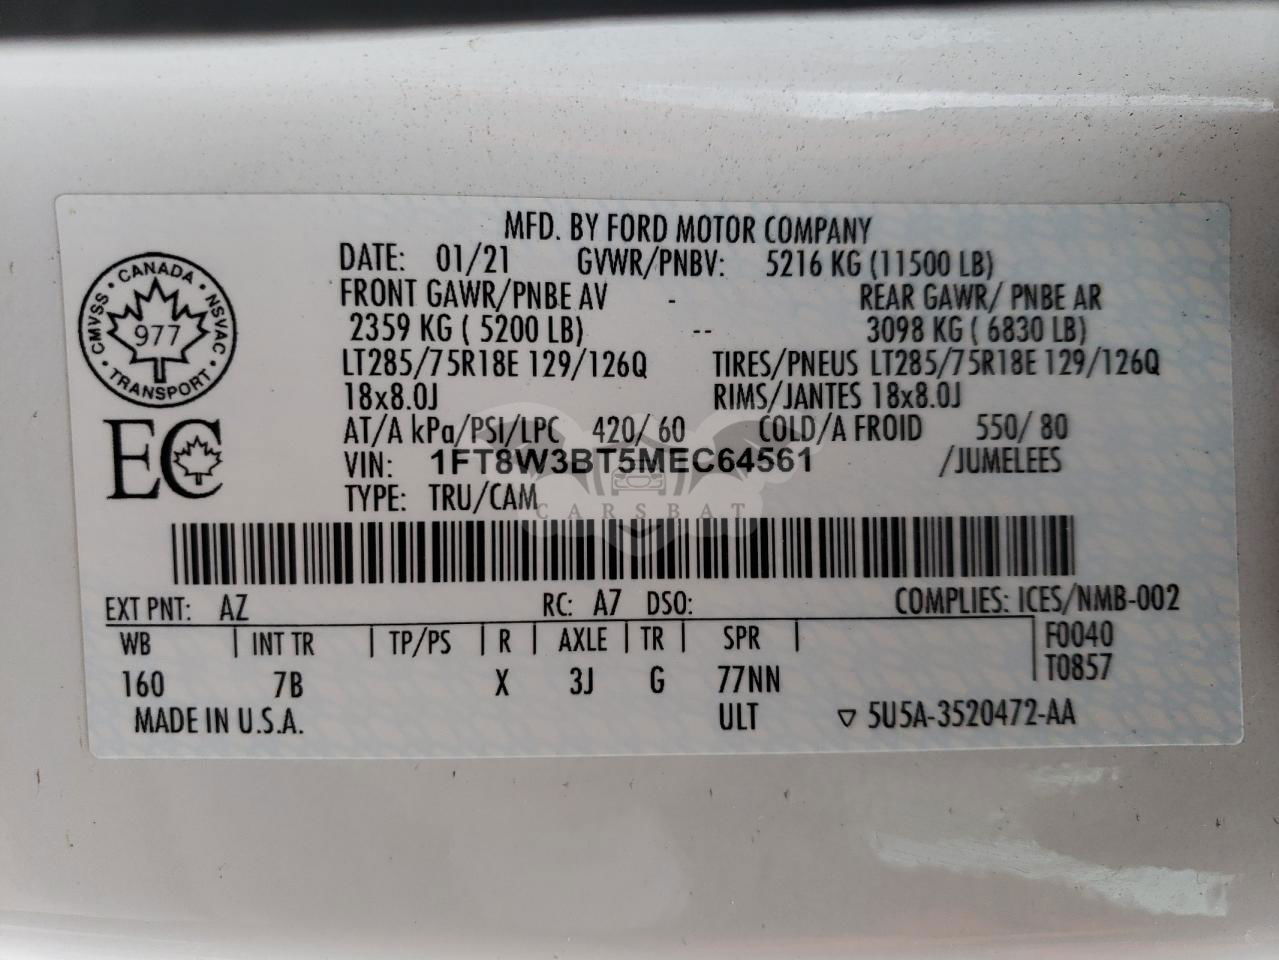 MFD. BY FORD MOTOR COMPANY
DATE: 01/21 GVWR/PNBV: 5216 KG (11500 LB)
FRONT GAWR/PNBE AV - REAR GAWR/ PNBE AR
2359 KG ( 5200 LB) -- 3098 KG ( 6830 LB)
LT285/75R18E 129/126Q TIRES/PNEUS LT285/75R18E 129/126Q
18x8.0J RIMS/JANTES 18x8.0J
AT/A kPa/PSI/LPC 420/ 60 COLD/A FROID 550/ 80
VIN: 1FT8W3BT5MEC64561 /JUMELEES
TYPE: TRU/CAM
CANADA
CMVSS NSVAC
977
TRANSPORT
EC
CARSBAT
EXT PNT: AZ RC: A7 DSO: COMPLIES: ICES/NMB-002
WB | INT TR | TP/PS | R | AXLE | TR | SPR | F0040
160 7B X 3J G 77NN T0857
MADE IN U.S.A. ULT ▽ 5U5A-3520472-AA